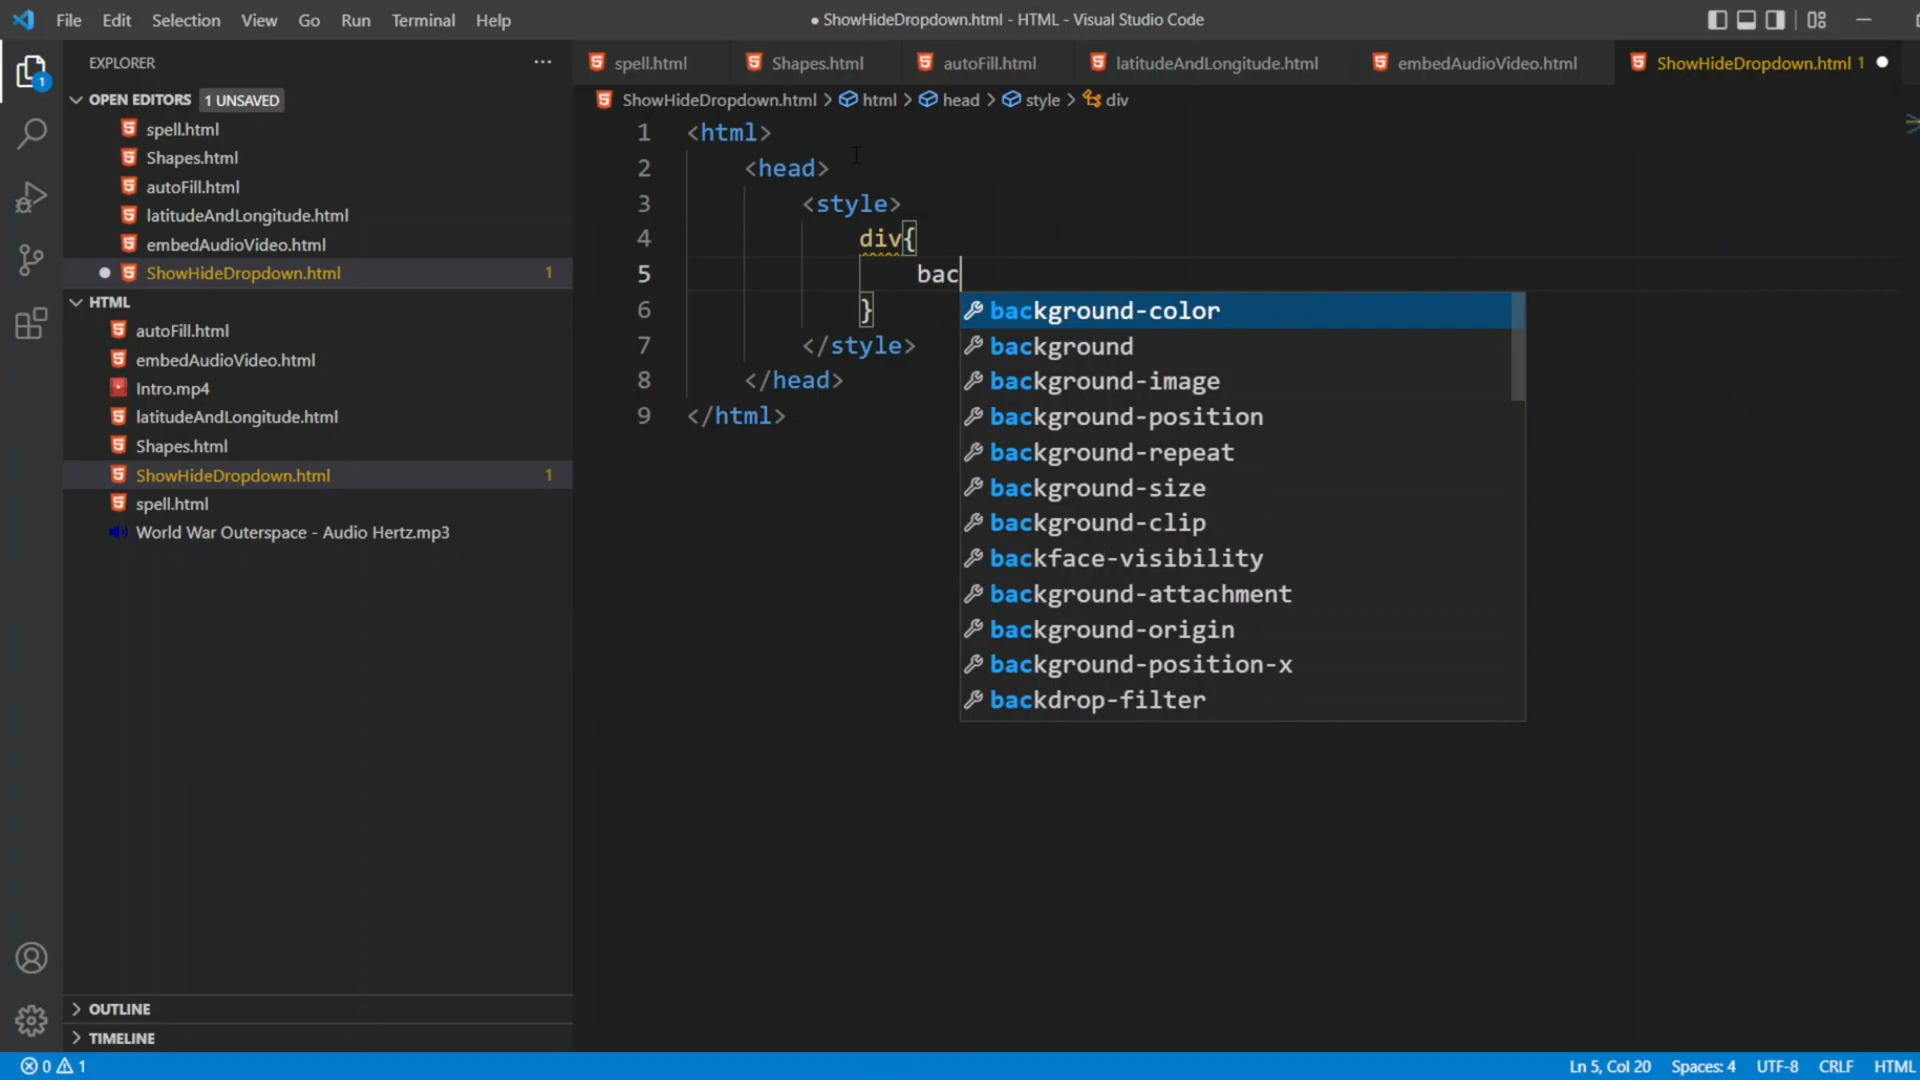 File Edit Selection View Go Run Terminal Help
● ShowHideDropdown.html - HTML - Visual Studio Code
EXPLORER
OPEN EDITORS 1 UNSAVED
spell.html
Shapes.html
autoFill.html
latitudeAndLongitude.html
embedAudioVideo.html
ShowHideDropdown.html 1
HTML
autoFill.html
embedAudioVideo.html
Intro.mp4
latitudeAndLongitude.html
Shapes.html
ShowHideDropdown.html 1
spell.html
World War Outerspace - Audio Hertz.mp3
OUTLINE
TIMELINE
1
spell.html Shapes.html autoFill.html latitudeAndLongitude.html embedAudioVideo.html ShowHideDropdown.html 1
ShowHideDropdown.html > html > head > style > div
1 <html>
2 <head>
3 <style>
4 div{
5 bac
6 }
7 </style>
8 </head>
9 </html>
background-color
background
background-image
background-position
background-repeat
background-size
background-clip
backface-visibility
background-attachment
background-origin
background-position-x
backdrop-filter
0 1
Ln 5, Col 20 Spaces: 4 UTF-8 CRLF HTML